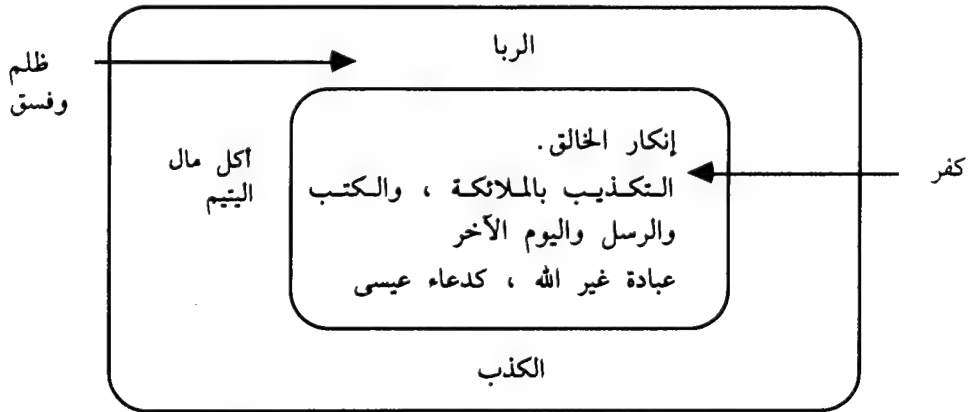 الربا
ظلم
وفسق
إنكار الخالق.
التكذيب بالملائكة ، والكتب
والرسل واليوم الآخر
عبادة غير الله ، كدعاء عيسى
كفر
أكل مال
اليتيم
الكذب